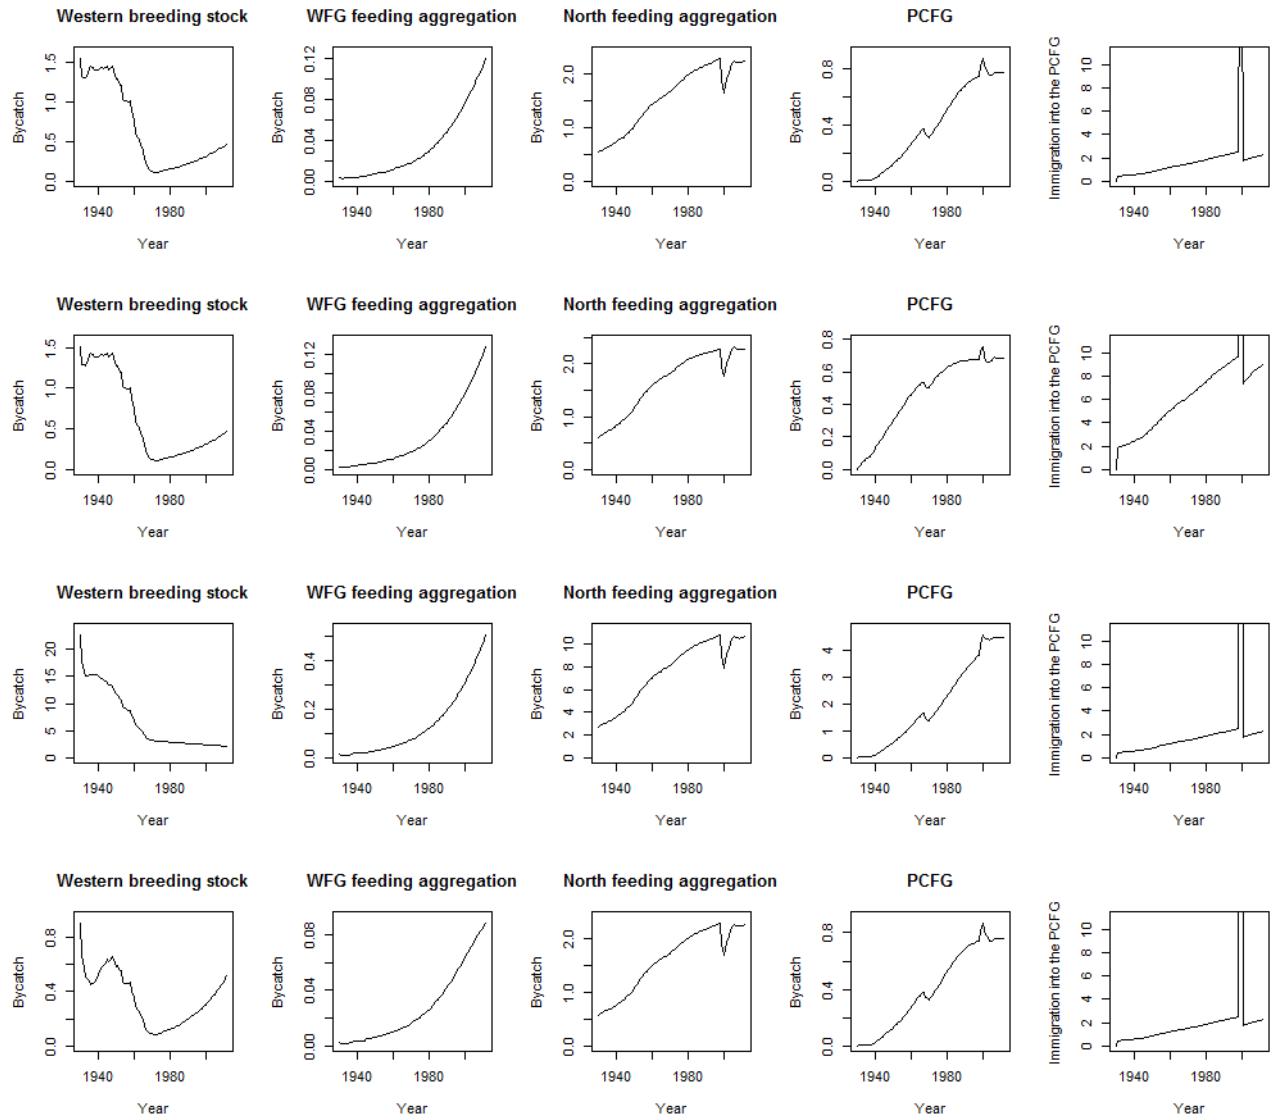 Western breeding stock
WFG feeding aggregation
North feeding aggregation
PCFG
Bycatch
0.0 0.5 1.0 1.5
1940 1980
Year
Bycatch
0.00 0.04 0.08 0.12
1940 1980
Year
Bycatch
0.0 1.0 2.0
1940 1980
Year
Bycatch
0.0 0.4 0.8
1940 1980
Year
Immigration into the PCFG
0 2 4 6 8 10
1940 1980
Year
Western breeding stock
WFG feeding aggregation
North feeding aggregation
PCFG
Bycatch
0.0 0.5 1.0 1.5
1940 1980
Year
Bycatch
0.00 0.04 0.08 0.12
1940 1980
Year
Bycatch
0.0 1.0 2.0
1940 1980
Year
Bycatch
0.0 0.2 0.4 0.6 0.8
1940 1980
Year
Immigration into the PCFG
0 2 4 6 8 10
1940 1980
Year
Western breeding stock
WFG feeding aggregation
North feeding aggregation
PCFG
Bycatch
0 5 10 15 20
1940 1980
Year
Bycatch
0.0 0.2 0.4
1940 1980
Year
Bycatch
0 2 4 6 8 10
1940 1980
Year
Bycatch
0 1 2 3 4
1940 1980
Year
Immigration into the PCFG
0 2 4 6 8 10
1940 1980
Year
Western breeding stock
WFG feeding aggregation
North feeding aggregation
PCFG
Bycatch
0.0 0.4 0.8
1940 1980
Year
Bycatch
0.00 0.04 0.08
1940 1980
Year
Bycatch
0.0 1.0 2.0
1940 1980
Year
Bycatch
0.0 0.4 0.8
1940 1980
Year
Immigration into the PCFG
0 2 4 6 8 10
1940 1980
Year